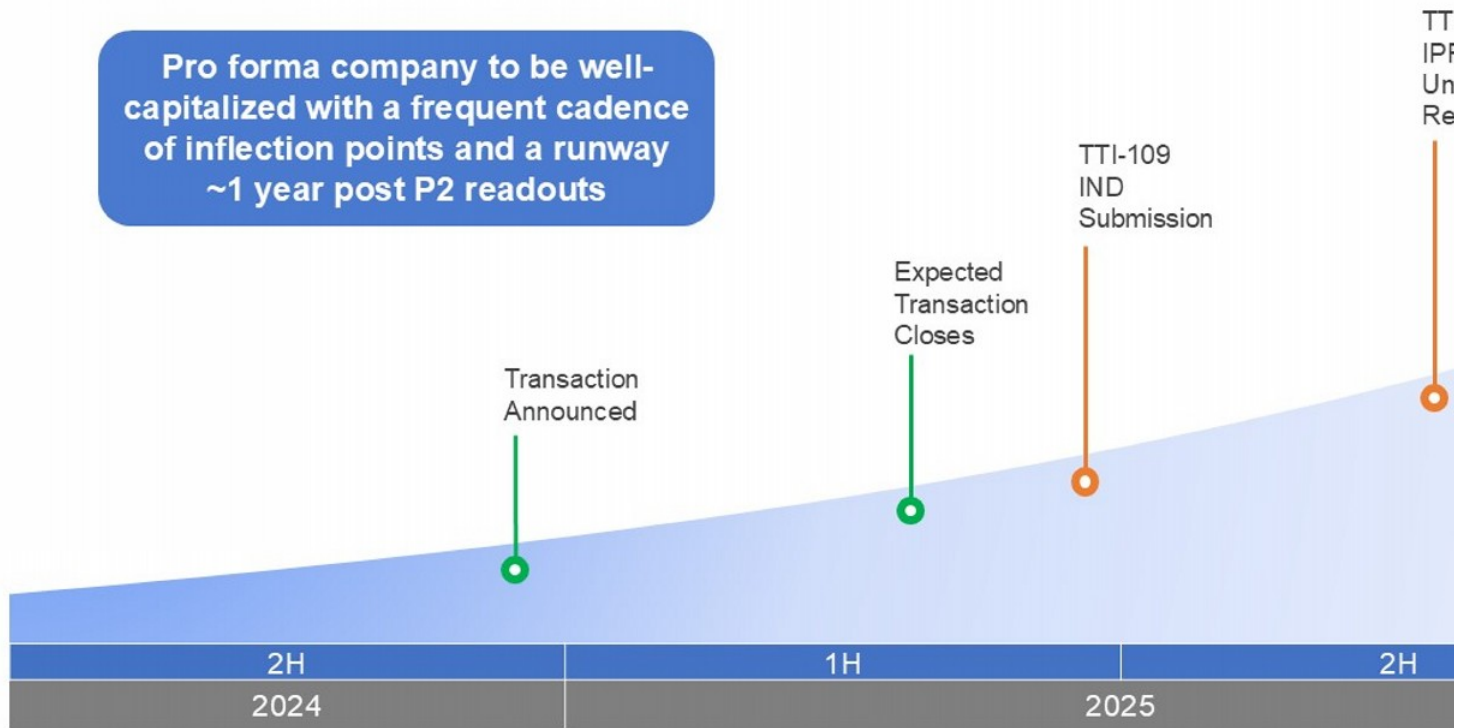 Pro forma company to be well-
capitalized with a frequent cadence
of inflection points and a runway
~1 year post P2 readouts
Transaction
Announced
Expected
Transaction
Closes
TTI-109
IND
Submission
2H
1H
2H
2024
2025